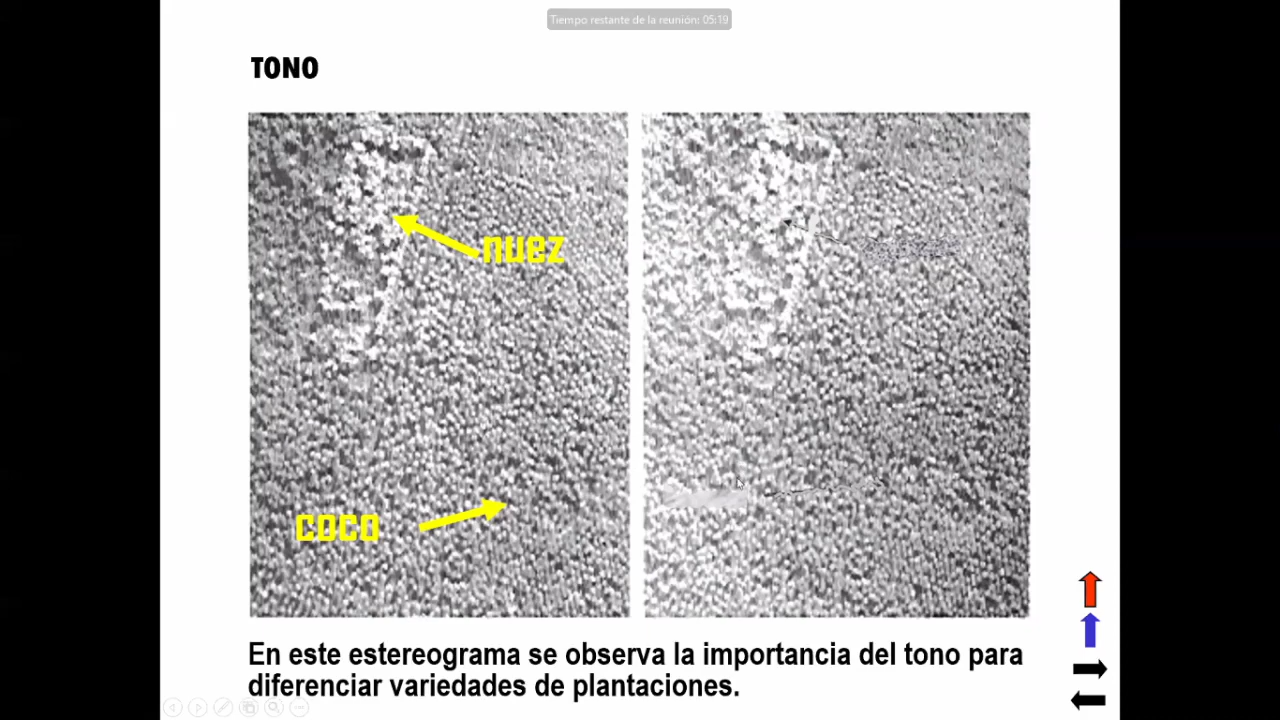 Tiempo restante de la reunión: 05:19
TONO
nuez
coco
En este estereograma se observa la importancia del tono para
diferenciar variedades de plantaciones.